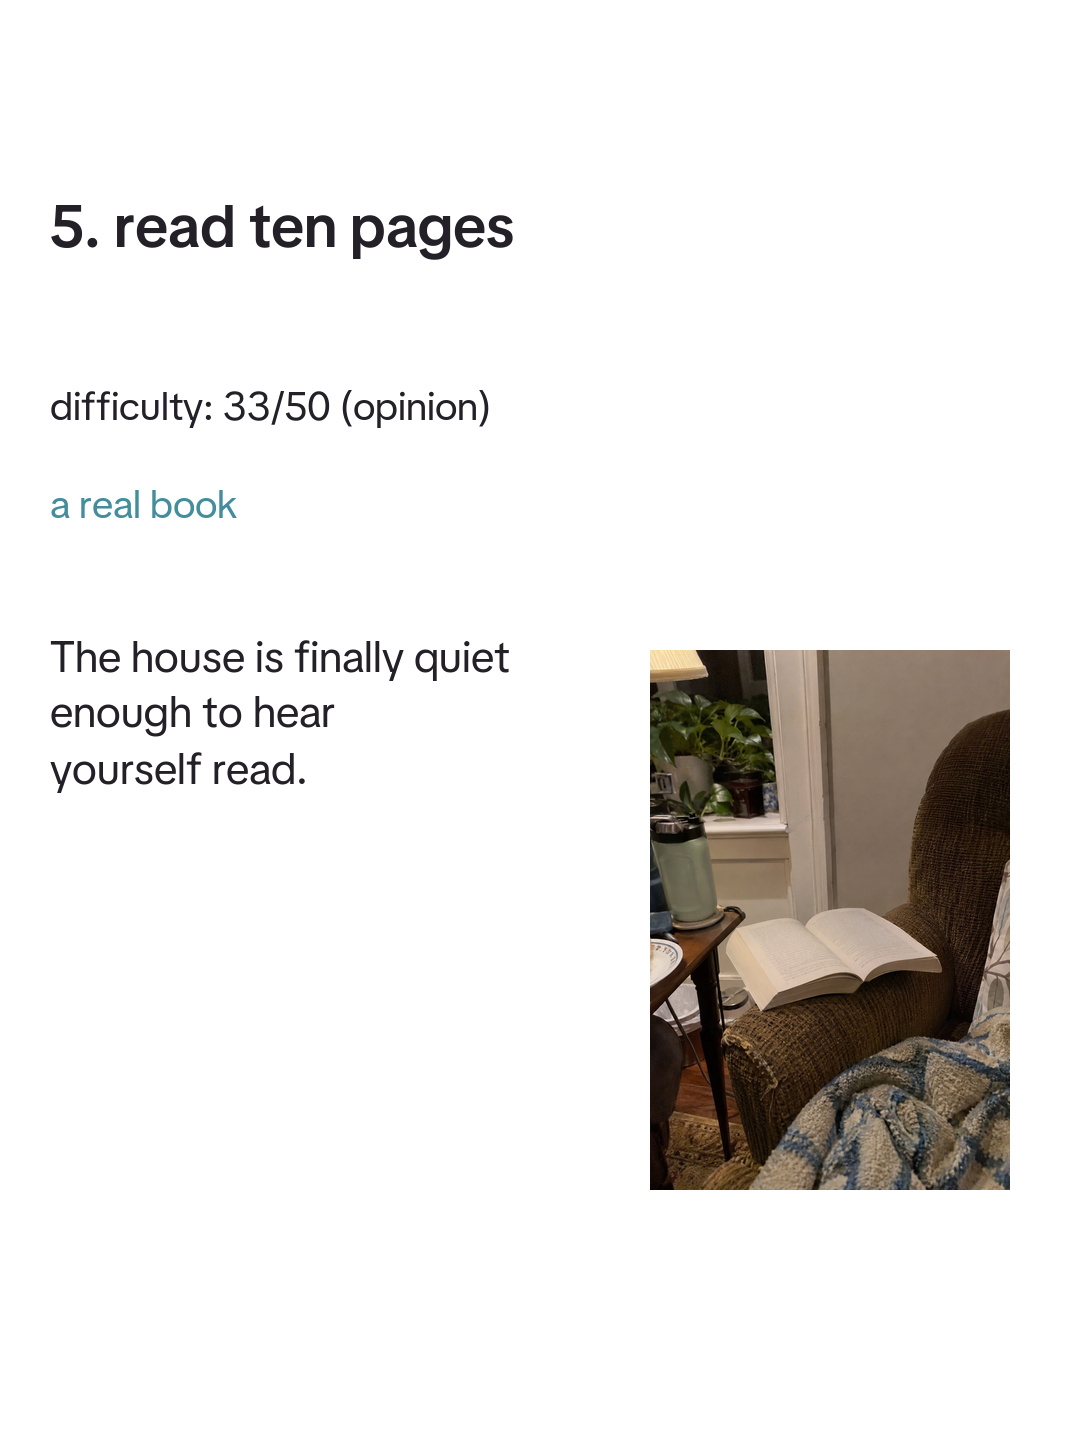 5. read ten pages
difficulty: 33/50 (opinion)
a real book
The house is finally quiet
enough to hear
yourself read.